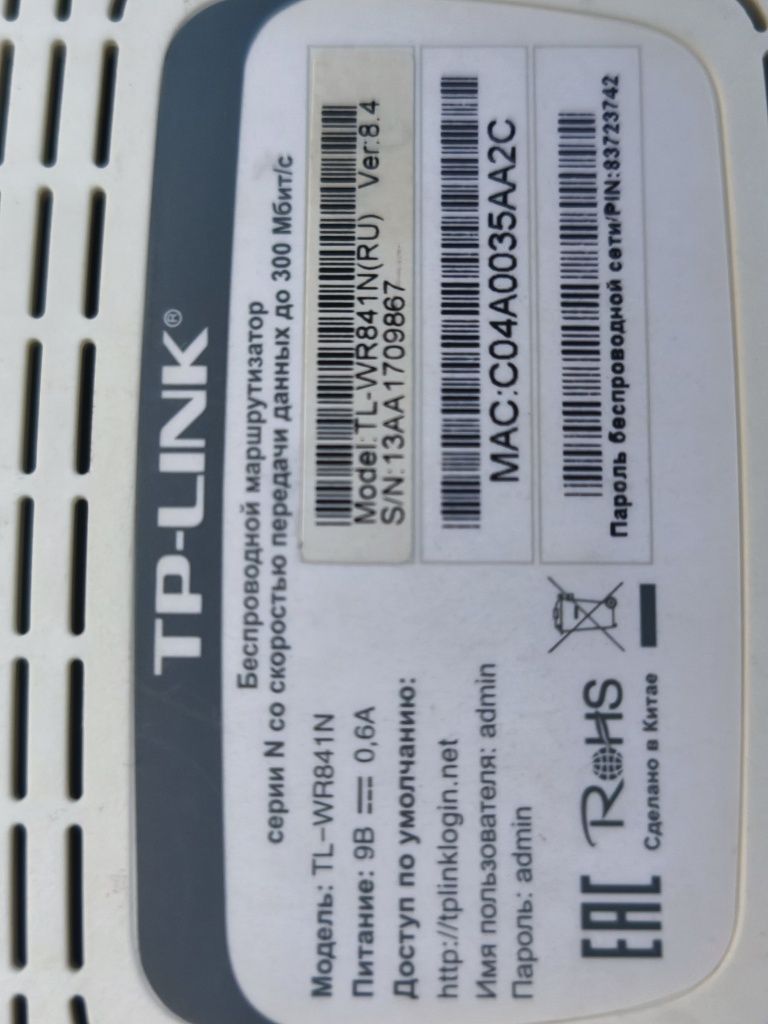 TP-LINK®
Беспроводной маршрутизатор
серии N со скоростью передачи данных до 300 Мбит/с
Модель: TL-WR841N
Питание: 9В ⎓ 0,6А
Доступ по умолчанию:
http://tplinklogin.net
Имя пользователя: admin
Пароль: admin
Model:TL-WR841N(RU) Ver:8.4
S/N:13AA1709867
MAC:C04A0035AA2C
Пароль беспроводной сети/PIN:83723742
EAC RoHS
Сделано в Китае